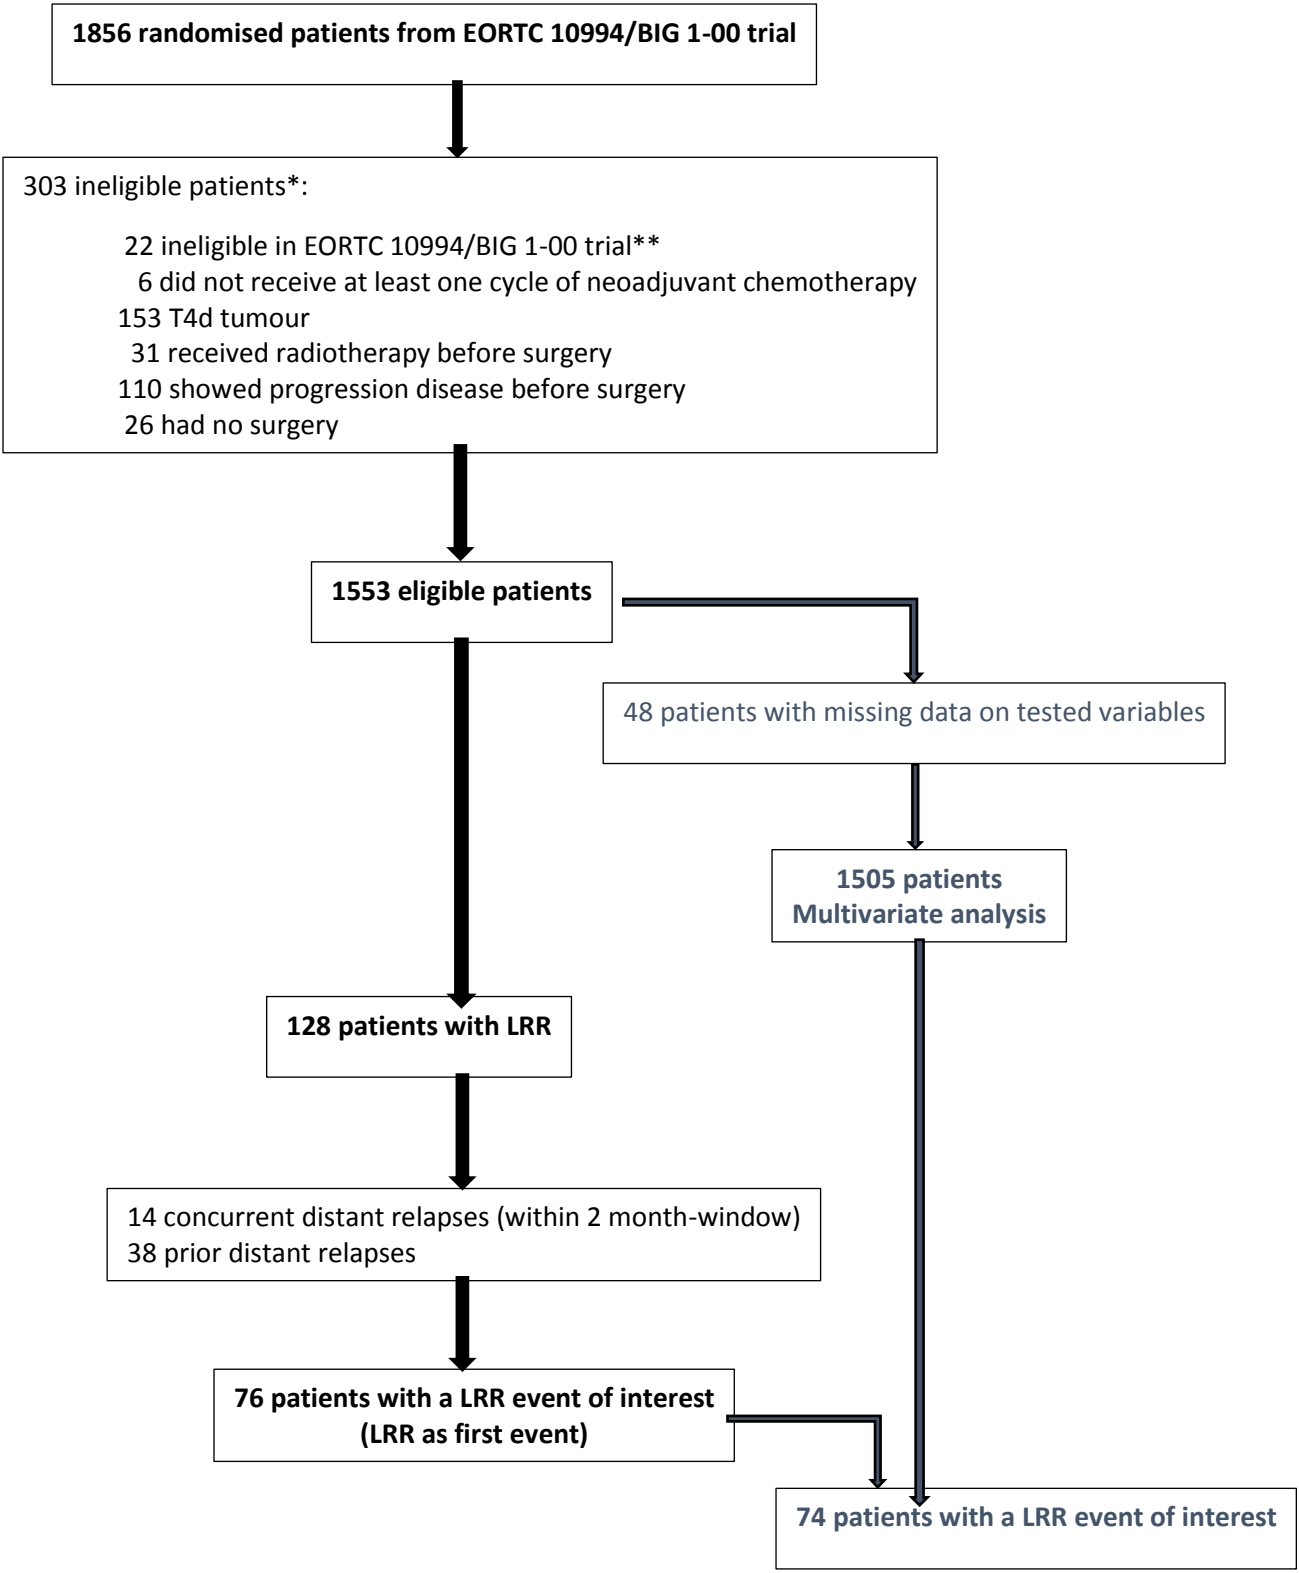 1856 randomised patients from EORTC 10994/BIG 1-00 trial
303 ineligible patients*:
22 ineligible in EORTC 10994/BIG 1-00 trial**
6 did not receive at least one cycle of neoadjuvant chemotherapy
153 T4d tumour
31 received radiotherapy before surgery
110 showed progression disease before surgery
26 had no surgery
1553 eligible patients
48 patients with missing data on tested variables
1505 patients
Multivariate analysis
128 patients with LRR
14 concurrent distant relapses (within 2 month-window)
38 prior distant relapses
76 patients with a LRR event of interest
(LRR as first event)
74 patients with a LRR event of interest